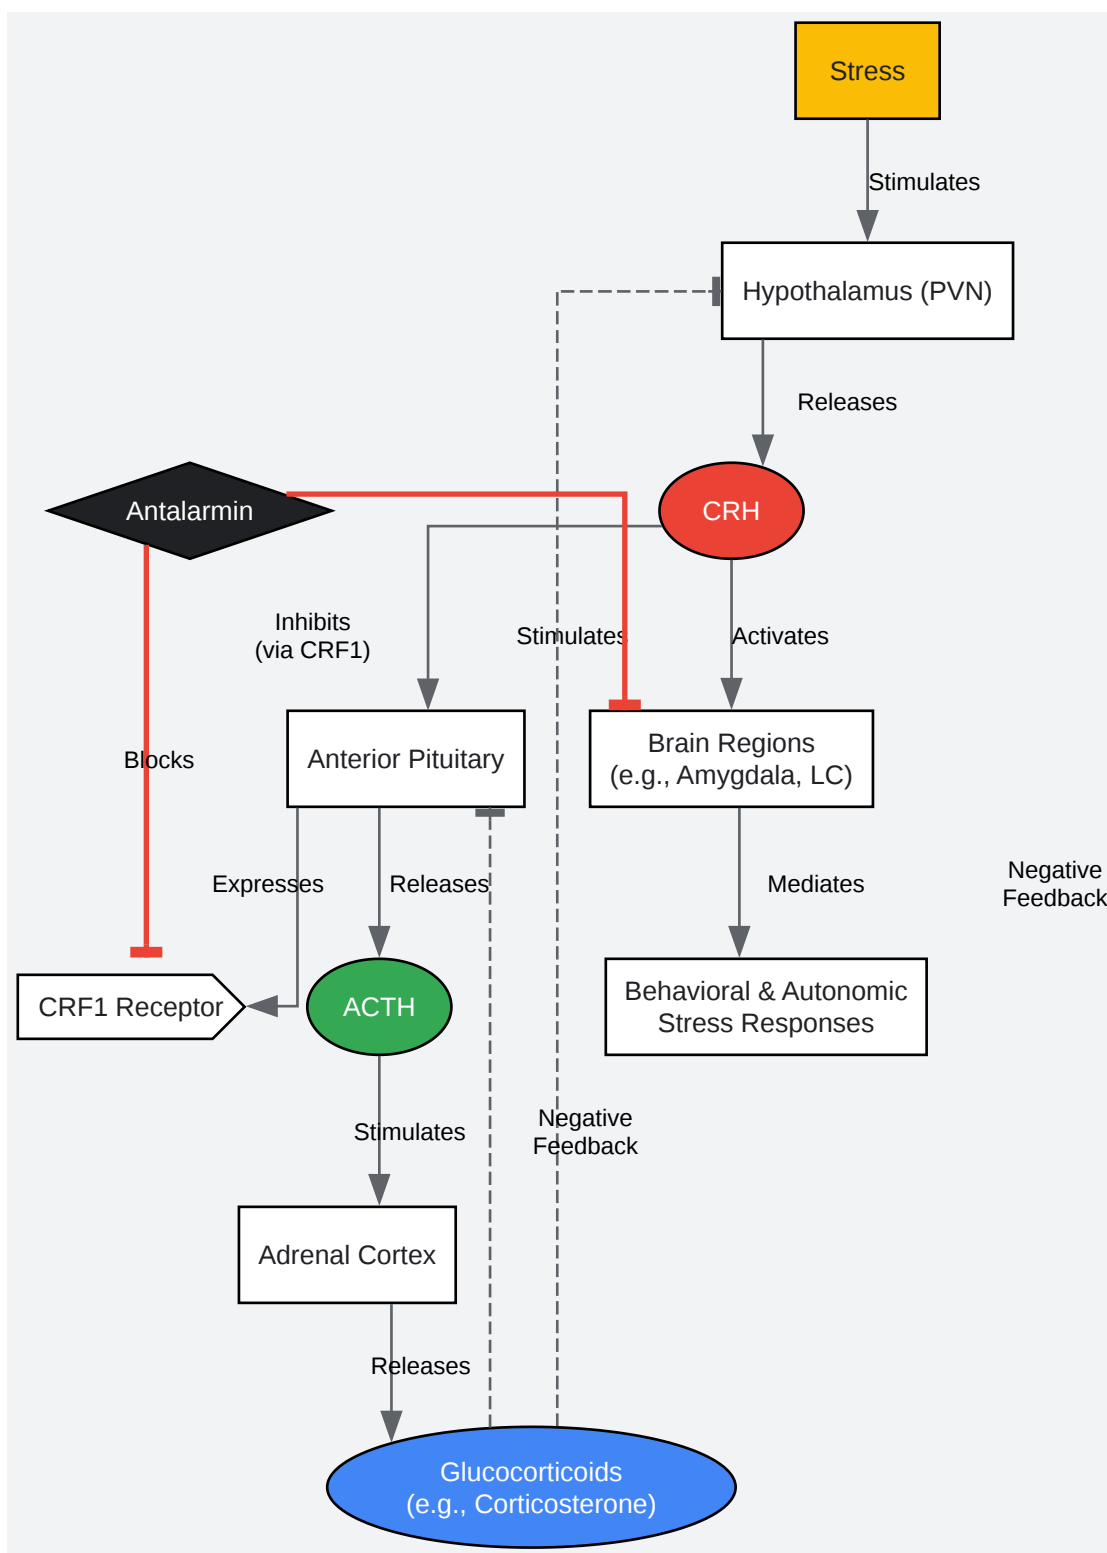 Stress
Stimulates
Hypothalamus (PVN)
Releases
Antalarmin
CRH
Inhibits
(via CRF1)
Stimulates
Activates
Blocks
Anterior Pituitary
Brain Regions
(e.g., Amygdala, LC)
Expresses
Releases
Mediates
Negative
Feedback
CRF1 Receptor
ACTH
Behavioral & Autonomic
Stress Responses
Stimulates
Negative
Feedback
Adrenal Cortex
Releases
Glucocorticoids
(e.g., Corticosterone)